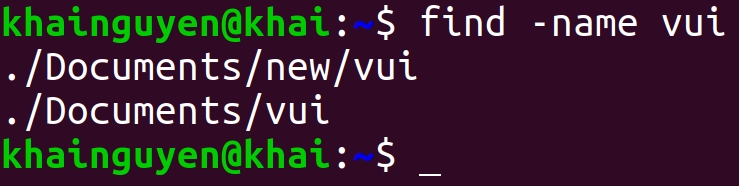 khainguyen@khai:~$ find -name vui
./Documents/new/vui
./Documents/vui
khainguyen@khai:~$ _